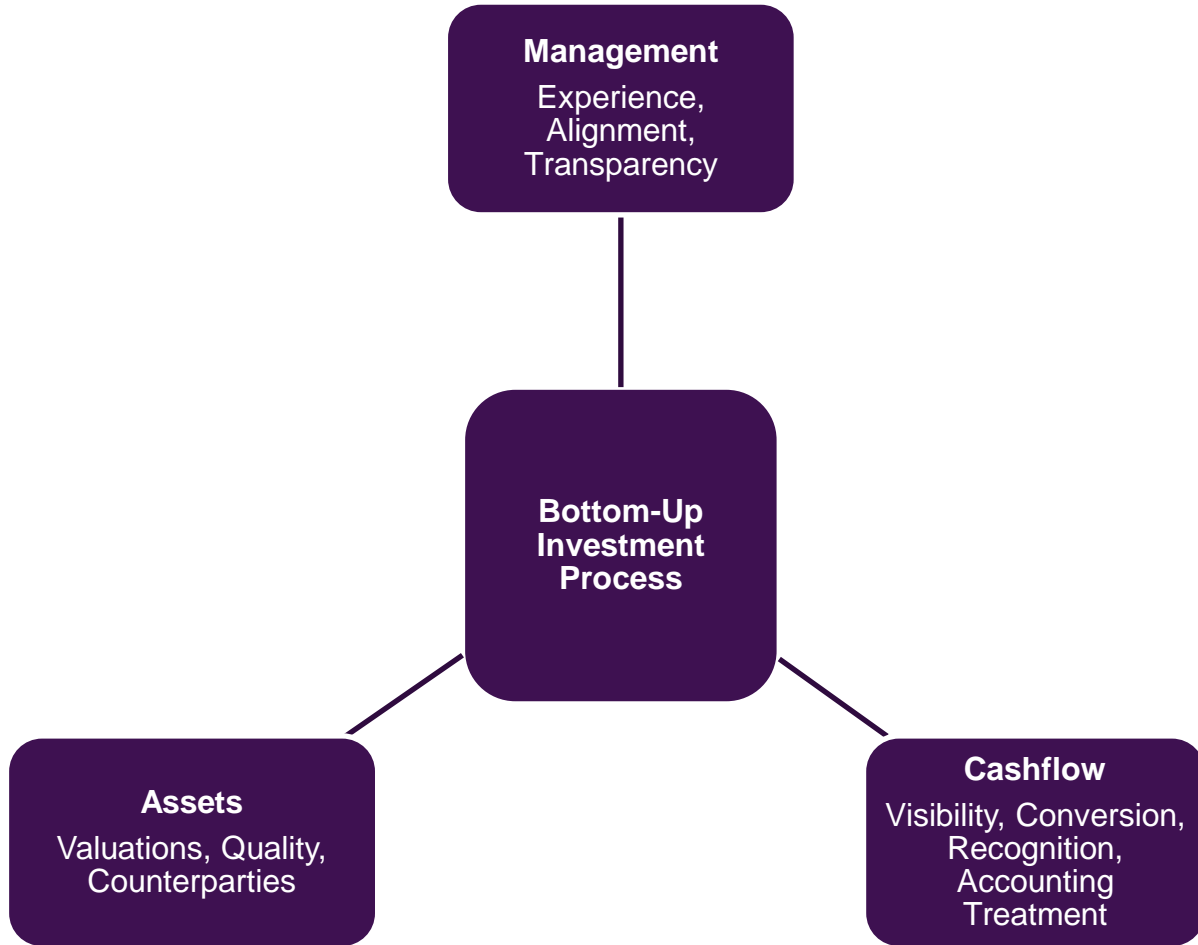 Management
Experience,
Alignment,
Transparency
Bottom-Up
Investment
Process
Assets
Valuations, Quality,
Counterparties
Cashflow
Visibility, Conversion,
Recognition,
Accounting
Treatment